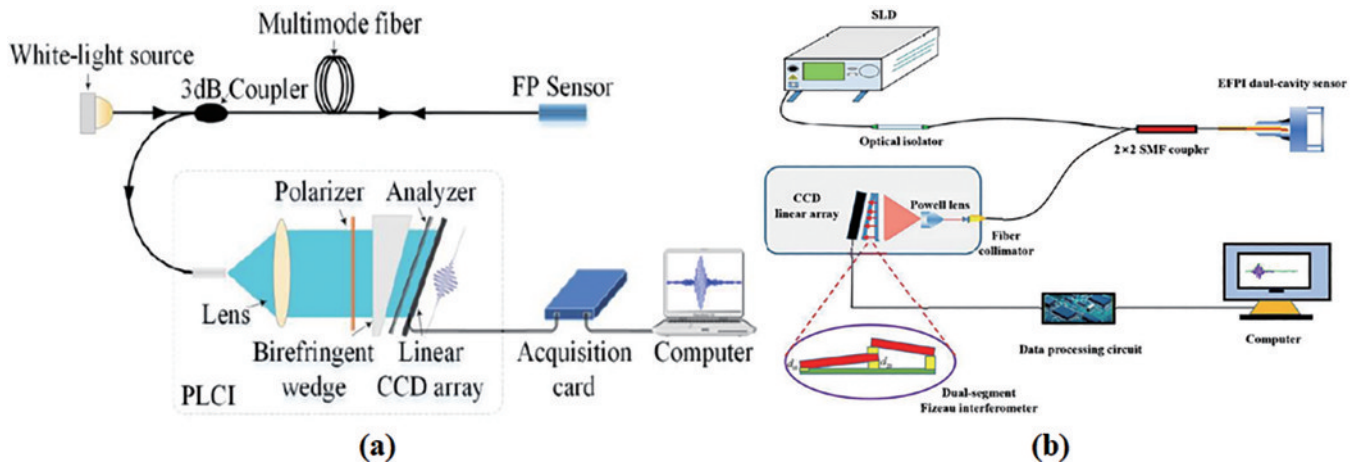 White-light source
Multimode fiber
3dB Coupler
FP Sensor
Polarizer
Analyzer
Lens
Birefringent
wedge
Linear
CCD array
PLCI
Acquisition
card
Computer
(a)
SLD
Optical isolator
EFPI daul-cavity sensor
2×2 SMF coupler
CCD
linear array
Powell lens
Fiber
collimator
Data processing circuit
Computer
Dual-segment
Fizeau interferometer
(b)